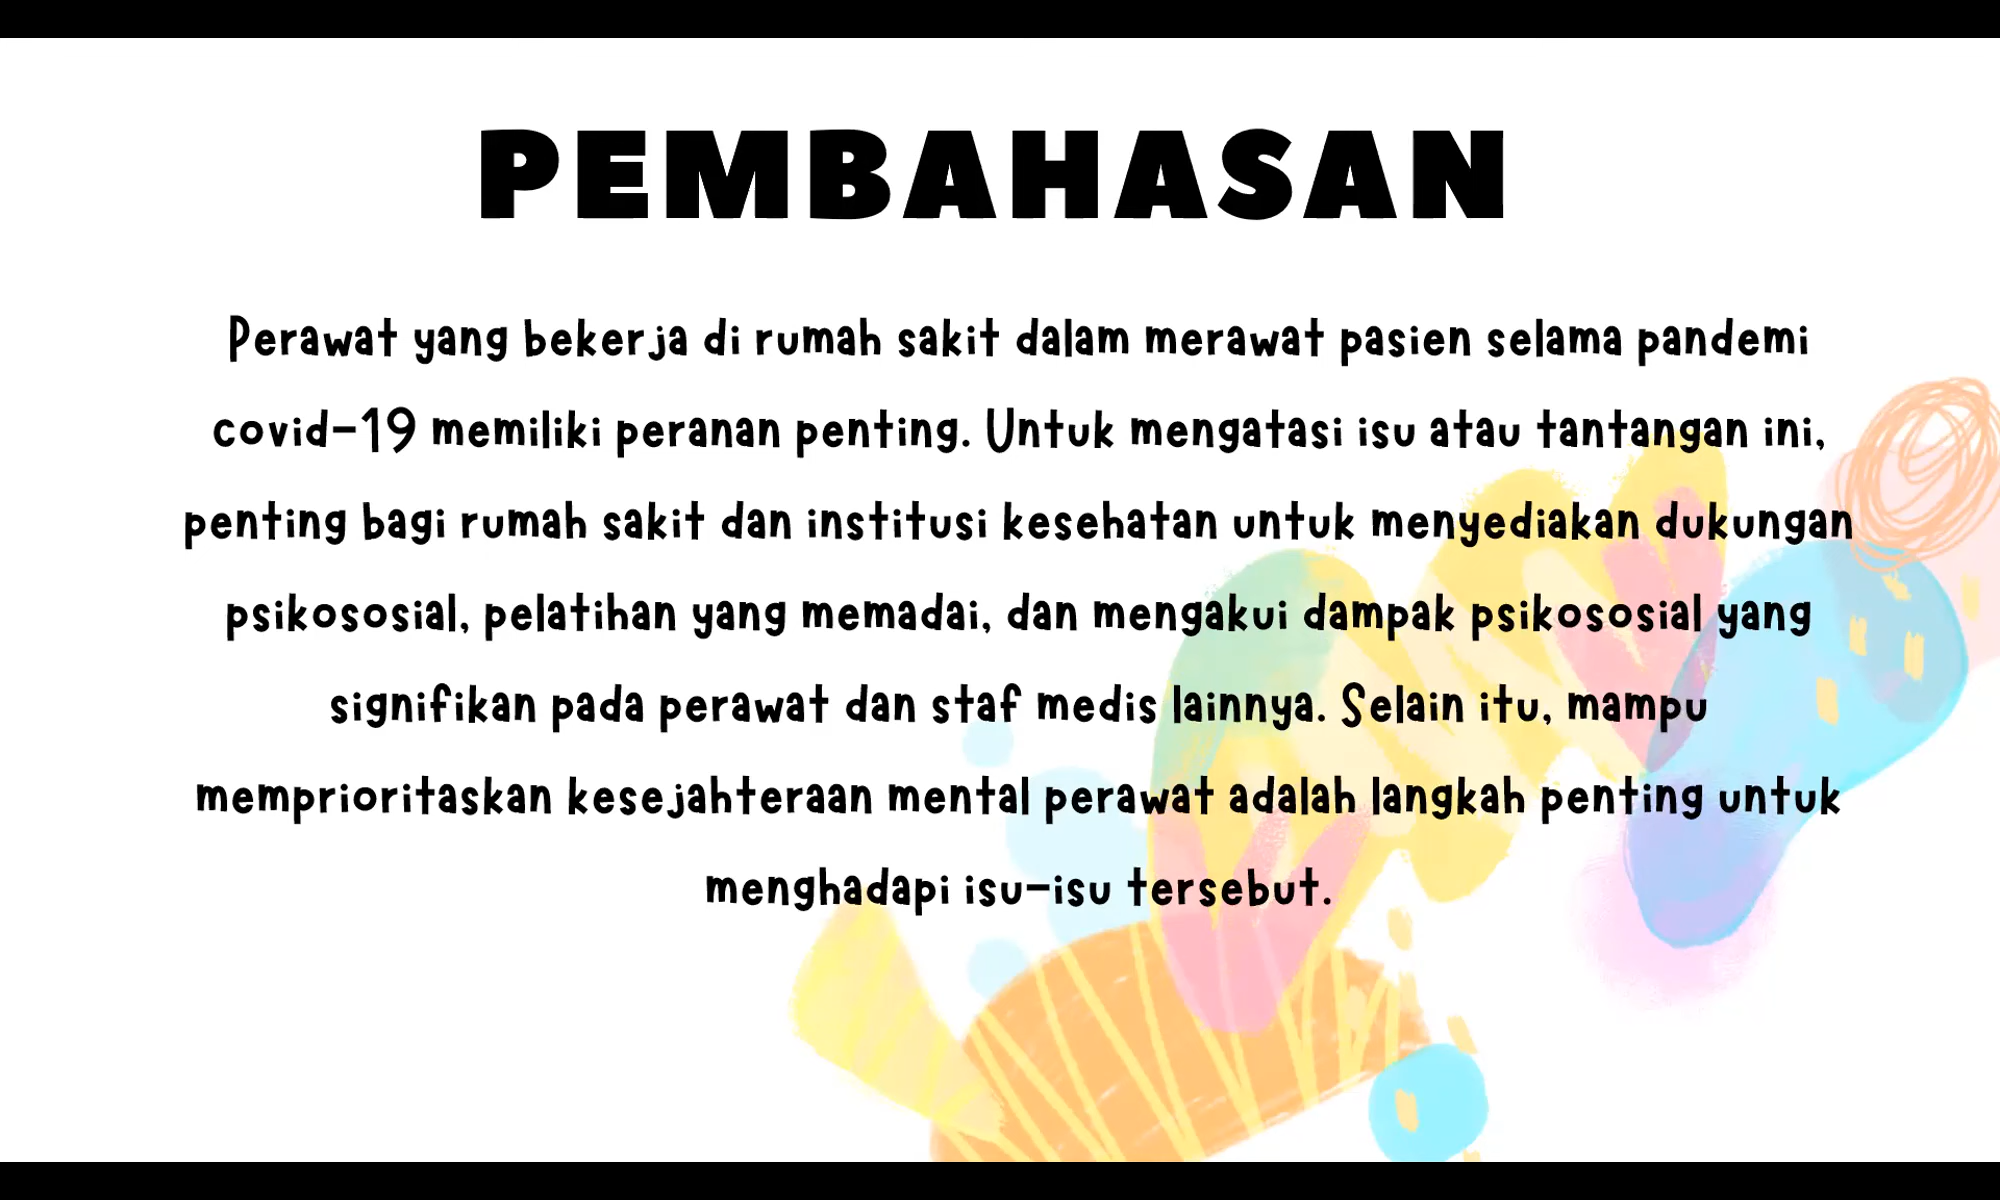 PEMBAHASAN
Perawat yang bekerja di rumah sakit dalam merawat pasien selama pandemi
covid-19 memiliki peranan penting. Untuk mengatasi isu atau tantangan ini,
penting bagi rumah sakit dan institusi kesehatan untuk menyediakan dukungan
psikososial, pelatihan yang memadai, dan mengakui dampak psikososial yang
signifikan pada perawat dan staf medis lainnya. Selain itu, mampu
memprioritaskan kesejahteraan mental perawat adalah langkah penting untuk
menghadapi isu-isu tersebut.